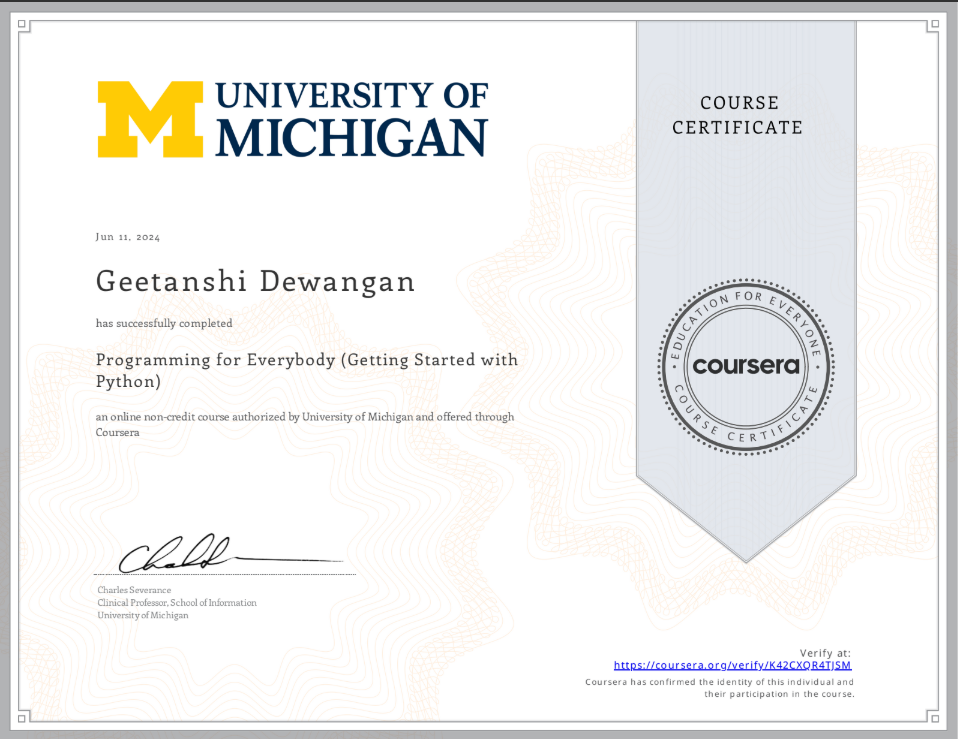 UNIVERSITY OF
MICHIGAN
COURSE
CERTIFICATE
Jun 11, 2024
Geetanshi Dewangan
has successfully completed
Programming for Everybody (Getting Started with
Python)
an online non-credit course authorized by University of Michigan and offered through
Coursera
EDUCATION FOR EVERYONE
coursera
COURSE CERTIFICATE
Charles Severance
Clinical Professor, School of Information
University of Michigan
Verify at:
https://coursera.org/verify/K42CXQR4TJSM
Coursera has confirmed the identity of this individual and
their participation in the course.